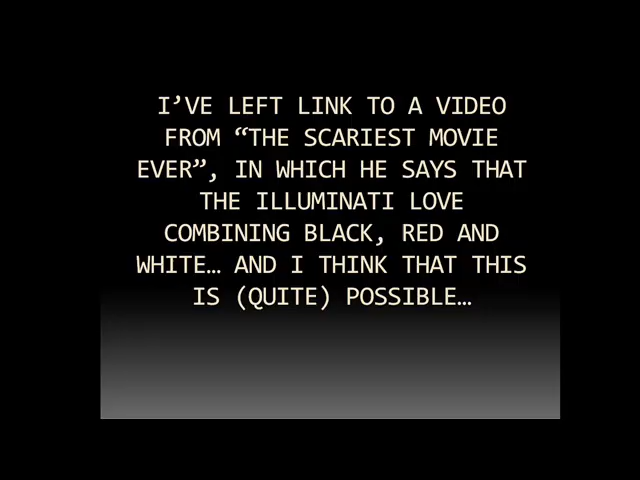 I’VE LEFT LINK TO A VIDEO
FROM “THE SCARIEST MOVIE
EVER”, IN WHICH HE SAYS THAT
THE ILLUMINATI LOVE
COMBINING BLACK, RED AND
WHITE… AND I THINK THAT THIS
IS (QUITE) POSSIBLE…